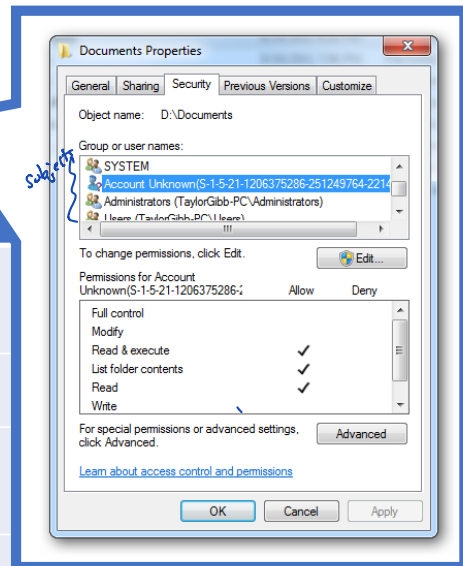 Documents Properties
General Sharing Security Previous Versions Customize
Object name: D:\Documents
Group or user names:
subjects
SYSTEM
Account Unknown(S-1-5-21-1206375286-251249764-2214
Administrators (TaylorGibb-PC\Administrators)
Users (TaylorGibb-PC\Users)
To change permissions, click Edit.
Edit...
Permissions for Account
Unknown(S-1-5-21-1206375286-2 Allow Deny
Full control
Modify
Read & execute
List folder contents
Read
Write
For special permissions or advanced settings,
click Advanced.
Advanced
Learn about access control and permissions
OK Cancel Apply